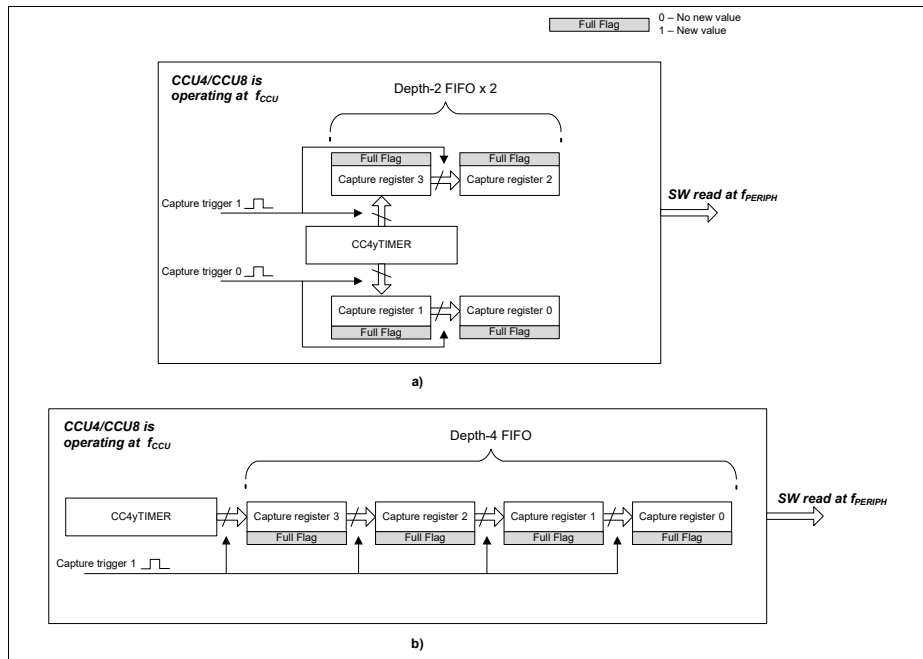 Full Flag
0 – No new value
1 – New value
CCU4/CCU8 is
operating at fCCU
Depth-2 FIFO x 2
Full Flag
Full Flag
Capture register 3
Capture register 2
Capture trigger 1
SW read at fPERIPH
CC4yTIMER
Capture trigger 0
Capture register 1
Capture register 0
Full Flag
Full Flag
a)
CCU4/CCU8 is
operating at fCCU
Depth-4 FIFO
SW read at fPERIPH
CC4yTIMER
Capture register 3
Capture register 2
Capture register 1
Capture register 0
Full Flag
Full Flag
Full Flag
Full Flag
Capture trigger 1
b)